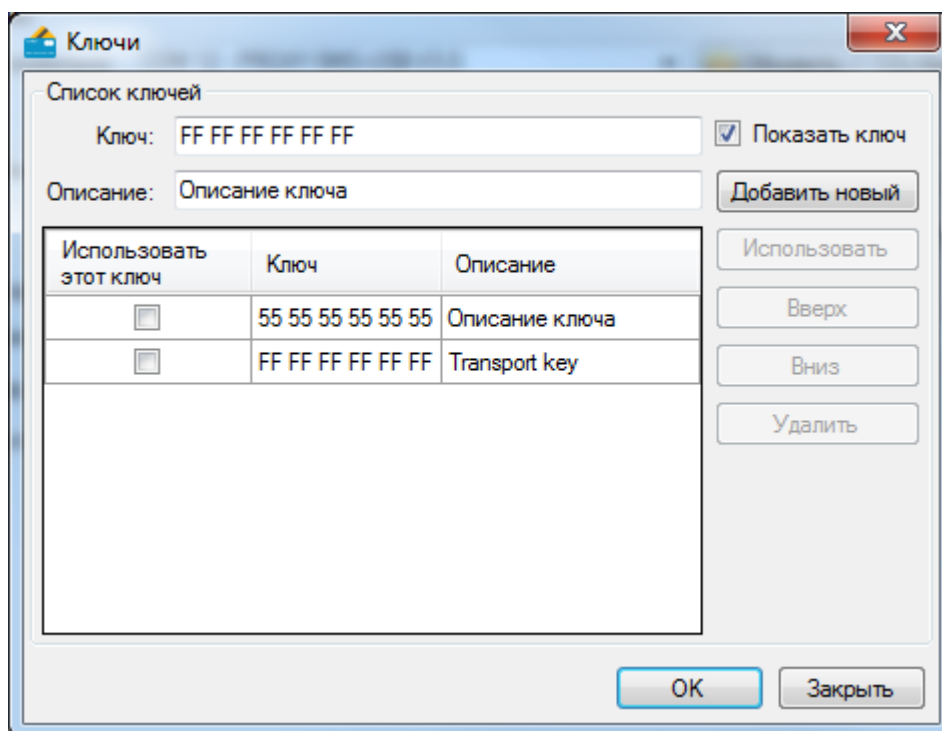 Ключи
Список ключей
Ключ: FF FF FF FF FF FF
Показать ключ
Описание: Описание ключа
Добавить новый
Использовать этот ключ
Ключ
Описание
55 55 55 55 55 55
Описание ключа
FF FF FF FF FF FF
Transport key
Использовать
Вверх
Вниз
Удалить
OK
Закрыть